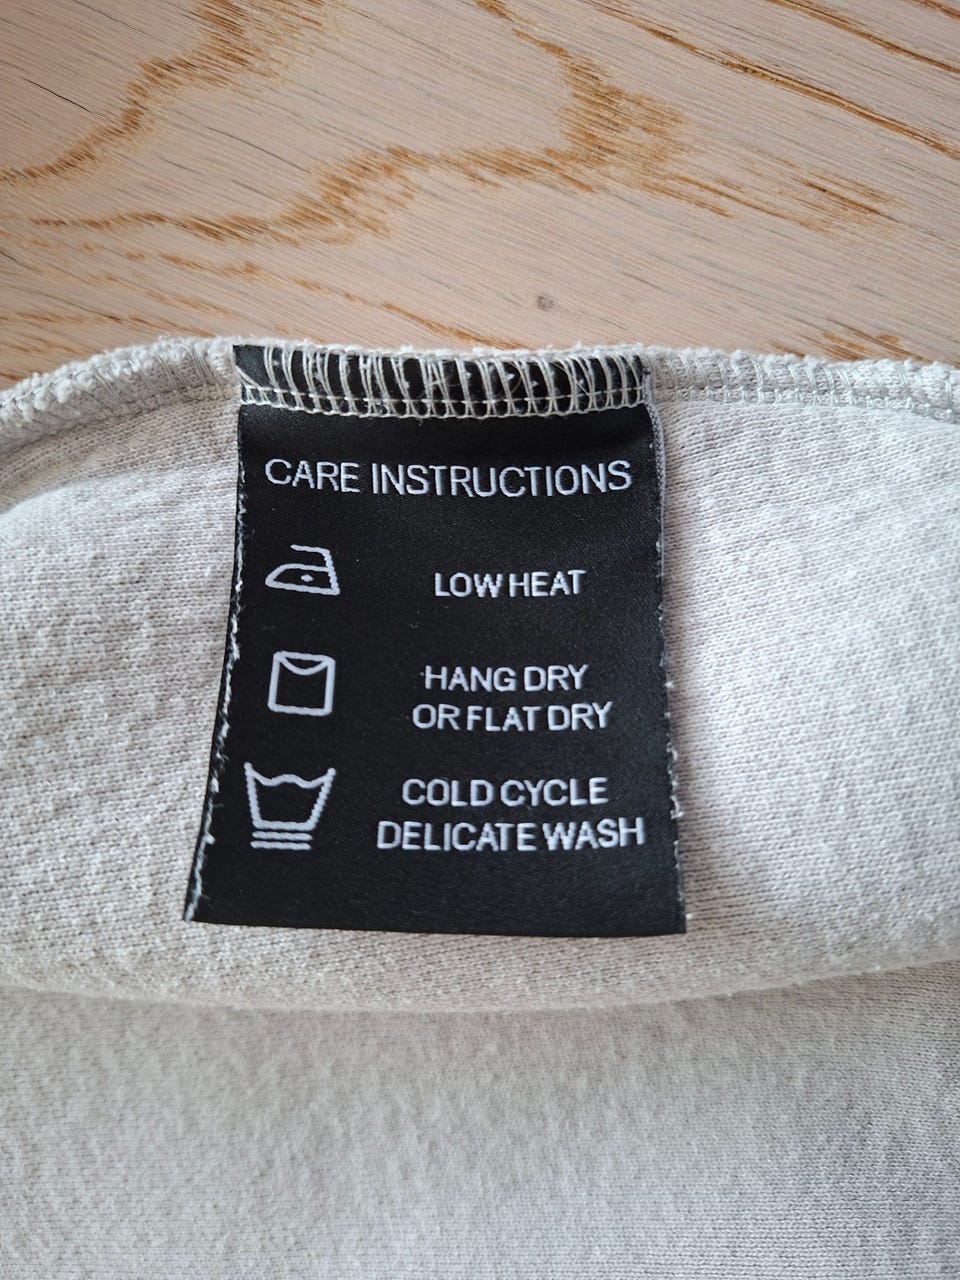 CARE INSTRUCTIONS
LOW HEAT
HANG DRY
OR FLAT DRY
COLD CYCLE
DELICATE WASH